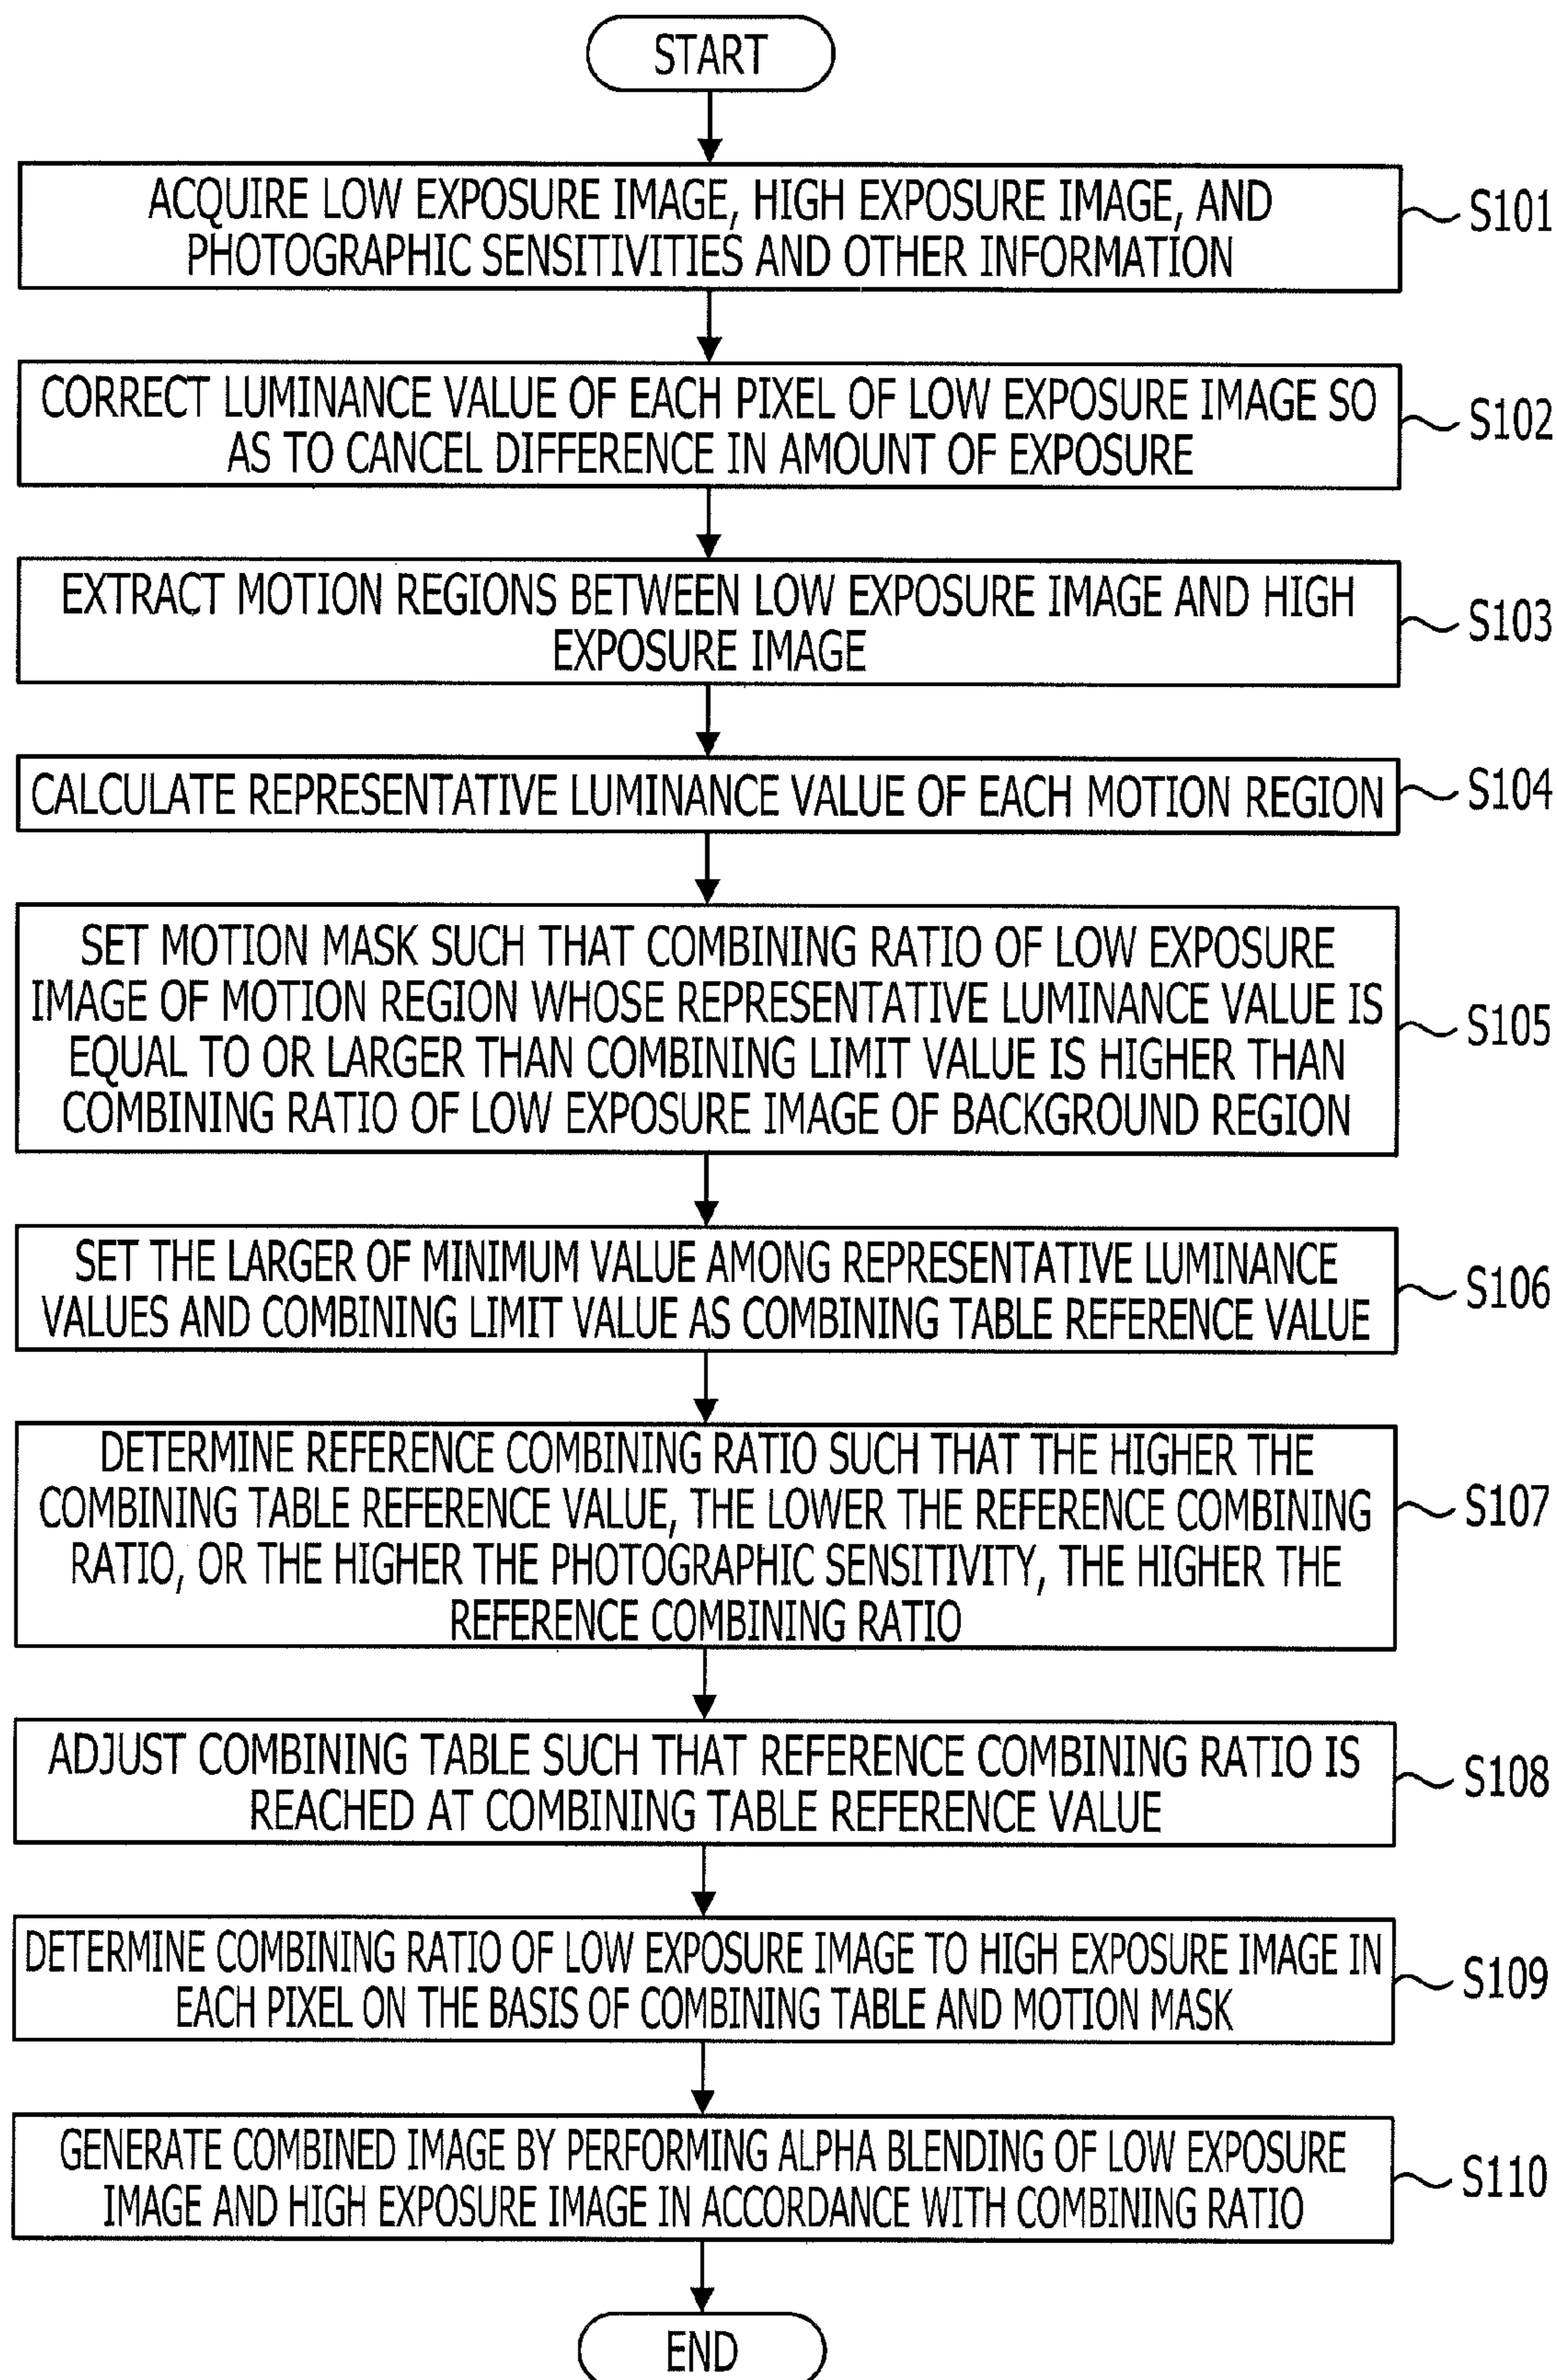 START
ACQUIRE LOW EXPOSURE IMAGE, HIGH EXPOSURE IMAGE, AND
PHOTOGRAPHIC SENSITIVITIES AND OTHER INFORMATION
S101
CORRECT LUMINANCE VALUE OF EACH PIXEL OF LOW EXPOSURE IMAGE SO
AS TO CANCEL DIFFERENCE IN AMOUNT OF EXPOSURE
S102
EXTRACT MOTION REGIONS BETWEEN LOW EXPOSURE IMAGE AND HIGH
EXPOSURE IMAGE
S103
CALCULATE REPRESENTATIVE LUMINANCE VALUE OF EACH MOTION REGION
S104
SET MOTION MASK SUCH THAT COMBINING RATIO OF LOW EXPOSURE
IMAGE OF MOTION REGION WHOSE REPRESENTATIVE LUMINANCE VALUE IS
EQUAL TO OR LARGER THAN COMBINING LIMIT VALUE IS HIGHER THAN
COMBINING RATIO OF LOW EXPOSURE IMAGE OF BACKGROUND REGION
S105
SET THE LARGER OF MINIMUM VALUE AMONG REPRESENTATIVE LUMINANCE
VALUES AND COMBINING LIMIT VALUE AS COMBINING TABLE REFERENCE VALUE
S106
DETERMINE REFERENCE COMBINING RATIO SUCH THAT THE HIGHER THE
COMBINING TABLE REFERENCE VALUE, THE LOWER THE REFERENCE COMBINING
RATIO, OR THE HIGHER THE PHOTOGRAPHIC SENSITIVITY, THE HIGHER THE
REFERENCE COMBINING RATIO
S107
ADJUST COMBINING TABLE SUCH THAT REFERENCE COMBINING RATIO IS
REACHED AT COMBINING TABLE REFERENCE VALUE
S108
DETERMINE COMBINING RATIO OF LOW EXPOSURE IMAGE TO HIGH EXPOSURE IMAGE IN
EACH PIXEL ON THE BASIS OF COMBINING TABLE AND MOTION MASK
S109
GENERATE COMBINED IMAGE BY PERFORMING ALPHA BLENDING OF LOW EXPOSURE
IMAGE AND HIGH EXPOSURE IMAGE IN ACCORDANCE WITH COMBINING RATIO
S110
END